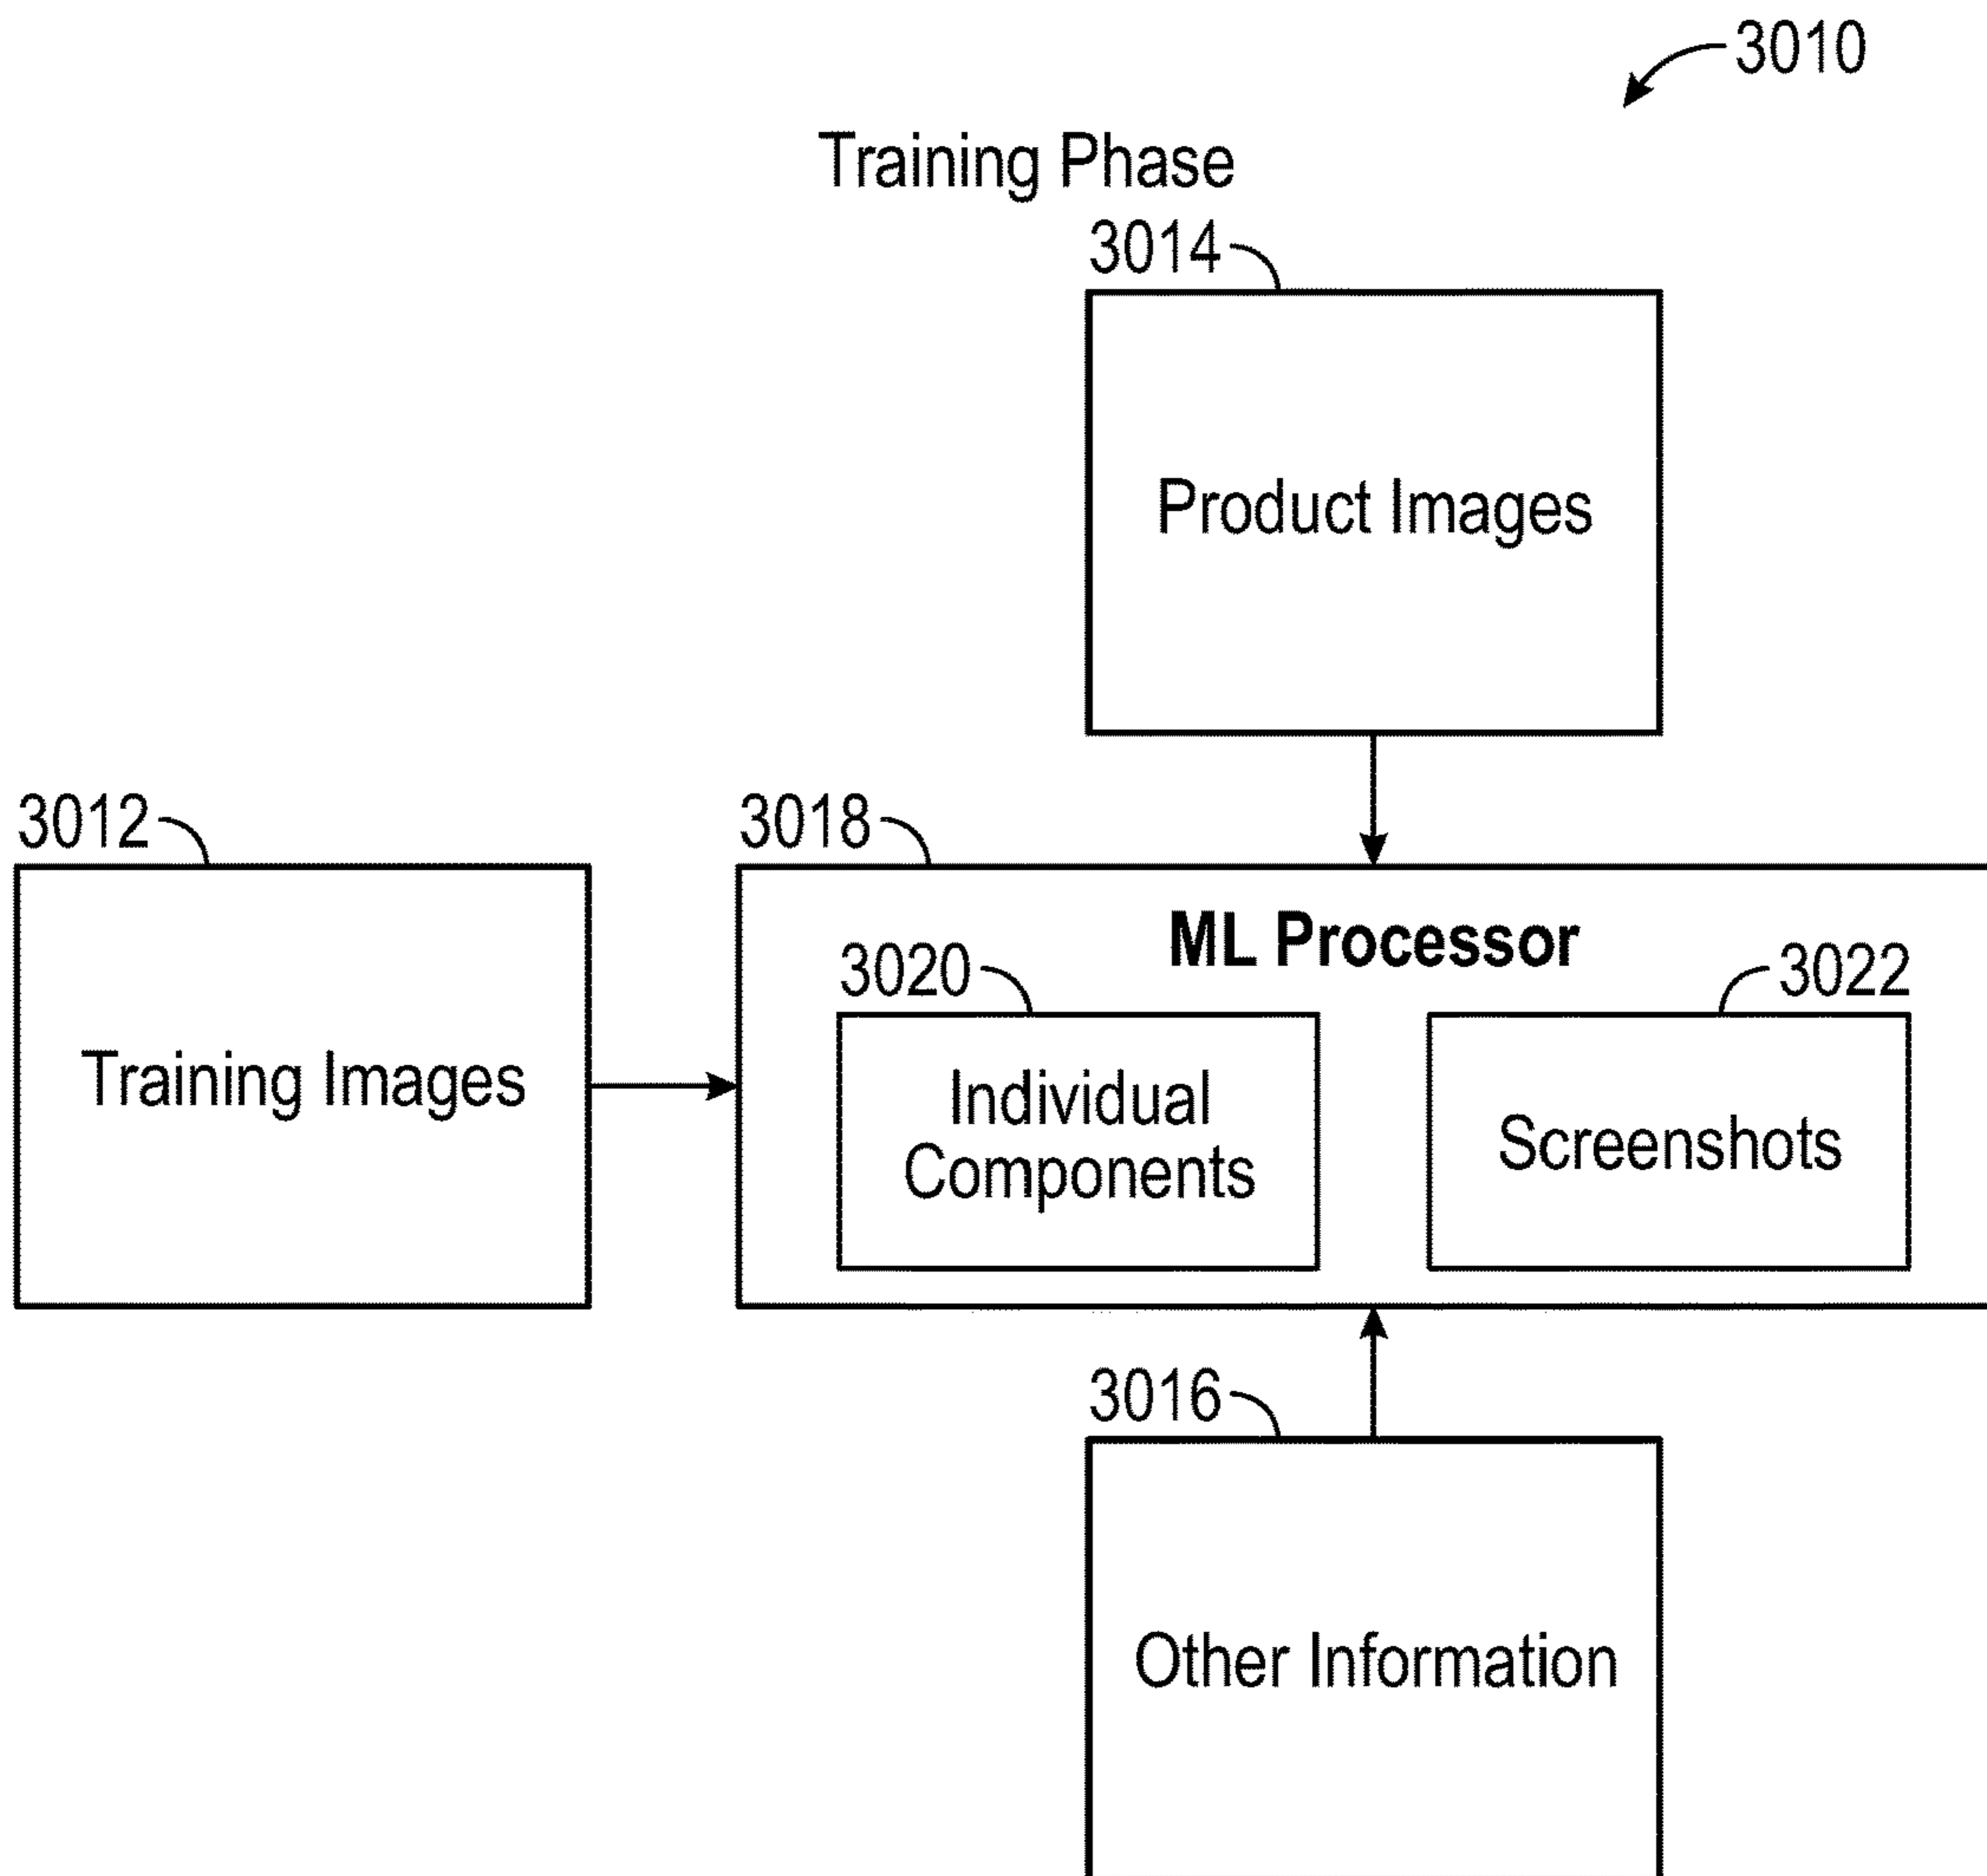 3010
Training Phase
3014
Product Images
3012
Training Images
3018
ML Processor
3020
Individual
Components
3022
Screenshots
3016
Other Information